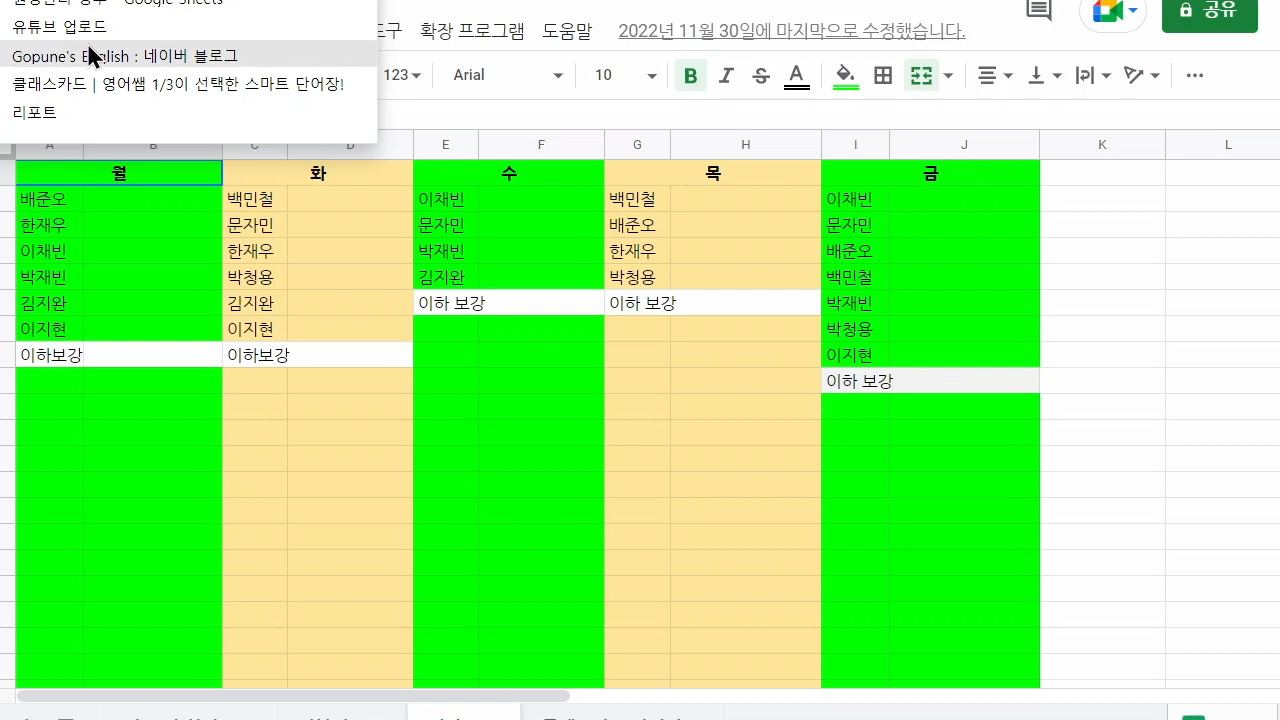 Google Sheets
유튜브 업로드
Gopune's English : 네이버 블로그
클래스카드 | 영어쌤 1/3이 선택한 스마트 단어장!
리포트
확장 프로그램 도움말 2022년 11월 30일에 마지막으로 수정했습니다. 공유
123 Arial 10 B I S A
A B C D E F G H I J K L
월 화 수 목 금
배준오 백민철 이채빈 백민철 이채빈
한재우 문자민 문자민 배준오 문자민
이채빈 한재우 박재빈 한재우 배준오
박재빈 박청용 김지완 박청용 백민철
김지완 김지완 이하 보강 이하 보강 박재빈
이지현 이지현 박청용
이하보강 이하보강 이지현
이하 보강